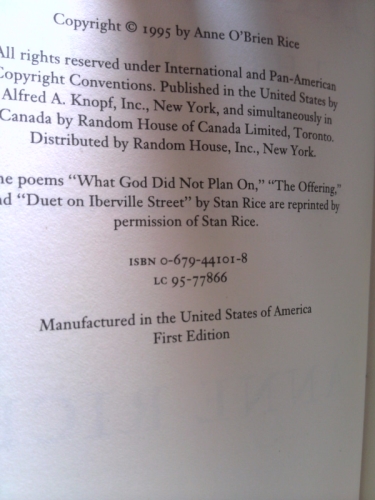 Copyright © 1995 by Anne O'Brien Rice
All rights reserved under International and Pan-American
Copyright Conventions. Published in the United States by
Alfred A. Knopf, Inc., New York, and simultaneously in
Canada by Random House of Canada Limited, Toronto.
Distributed by Random House, Inc., New York.
he poems “What God Did Not Plan On,” “The Offering,”
nd “Duet on Iberville Street” by Stan Rice are reprinted by
permission of Stan Rice.
ISBN 0-679-44101-8
LC 95-77866
Manufactured in the United States of America
First Edition